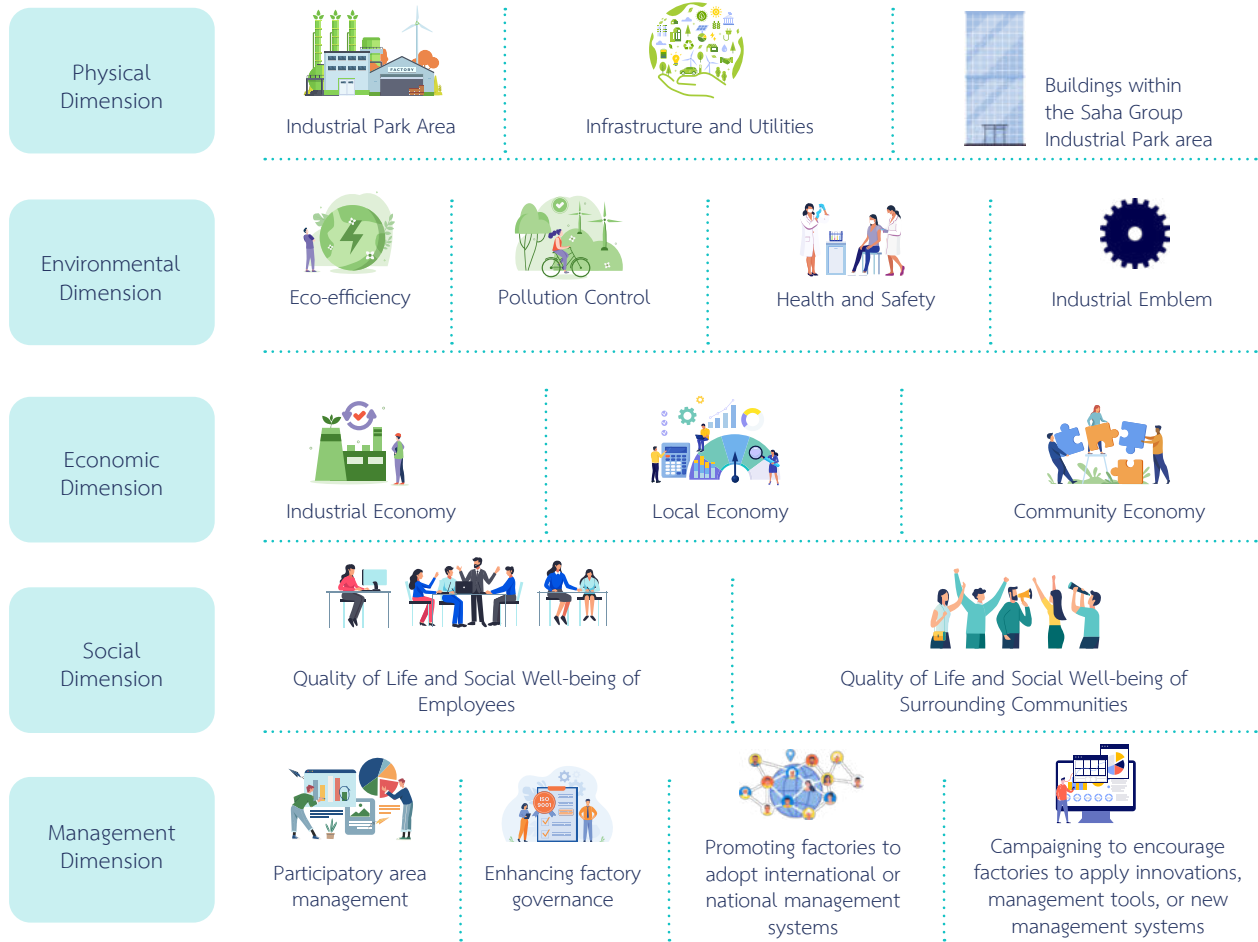 Physical
Dimension
FACTORY
Industrial Park Area
Infrastructure and Utilities
Buildings within
the Saha Group
Industrial Park area
Environmental
Dimension
Eco-efficiency
Pollution Control
Health and Safety
Industrial Emblem
Economic
Dimension
Industrial Economy
Local Economy
Community Economy
Social
Dimension
Quality of Life and Social Well-being of
Employees
Quality of Life and Social Well-being of
Surrounding Communities
Management
Dimension
Participatory area
management
ISO
9001
Enhancing factory
governance
Promoting factories to
adopt international or
national management
systems
Campaigning to encourage
factories to apply innovations,
management tools, or new
management systems